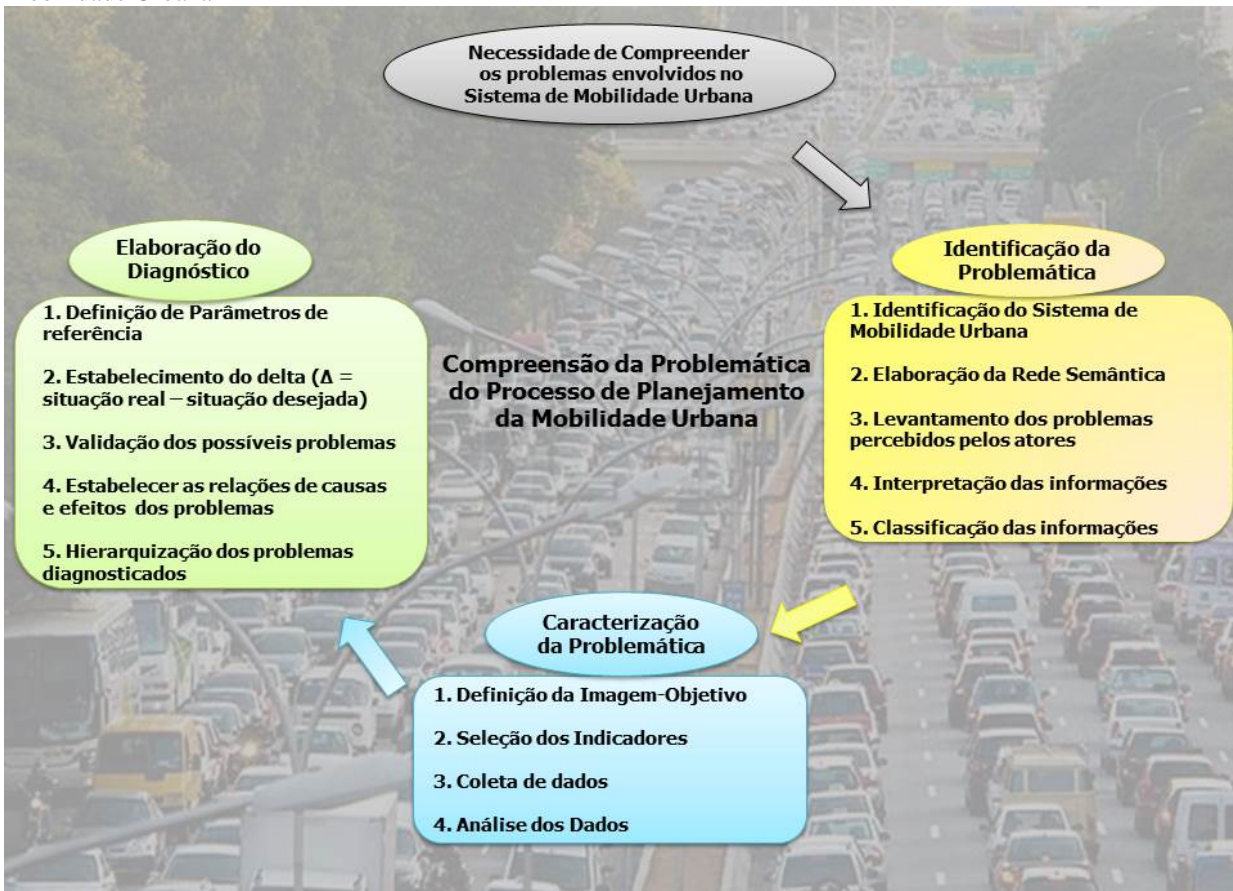 Necessidade de Compreender
os problemas envolvidos no
Sistema de Mobilidade Urbana
Identificação da
Problemática
1. Identificação do Sistema de
Mobilidade Urbana
2. Elaboração da Rede Semântica
3. Levantamento dos problemas
percebidos pelos atores
4. Interpretação das informações
5. Classificação das informações
Caracterização
da Problemática
1. Definição da Imagem-Objetivo
2. Seleção dos Indicadores
3. Coleta de dados
4. Análise dos Dados
Elaboração do
Diagnóstico
1. Definição de Parâmetros de
referência
2. Estabelecimento do delta (Δ =
situação real – situação desejada)
3. Validação dos possíveis problemas
4. Estabelecer as relações de causas
e efeitos dos problemas
5. Hierarquização dos problemas
diagnosticados
Compreensão da Problemática
do Processo de Planejamento
da Mobilidade Urbana